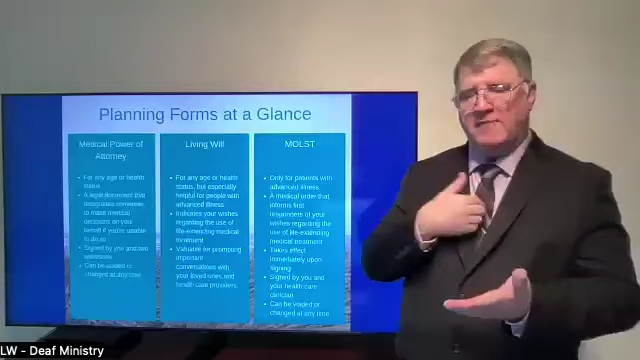 Planning Forms at a Glance
Medical Power of
Attorney
• For any age or health
status
• A legal document that
designates someone
to make medical
decisions on your
behalf if you're unable
to do so
• Signed by you and two
witnesses
• Can be voided or
changed at any time
Living Will
• For any age or health
status, but especially
helpful for people with
advanced illness
• Indicates your wishes
regarding the use of
life-extending medical
treatment
• Valuable for prompting
important
conversations with
your loved ones and
health care providers
MOLST
• Only for patients with
advanced illness
• A medical order that
informs first
responders of your
wishes regarding the
use of life-extending
medical treatment
• Takes effect
immediately upon
signing
• Signed by you and
your health care
clinician
• Can be voided or
changed at any time
LW - Deaf Ministry